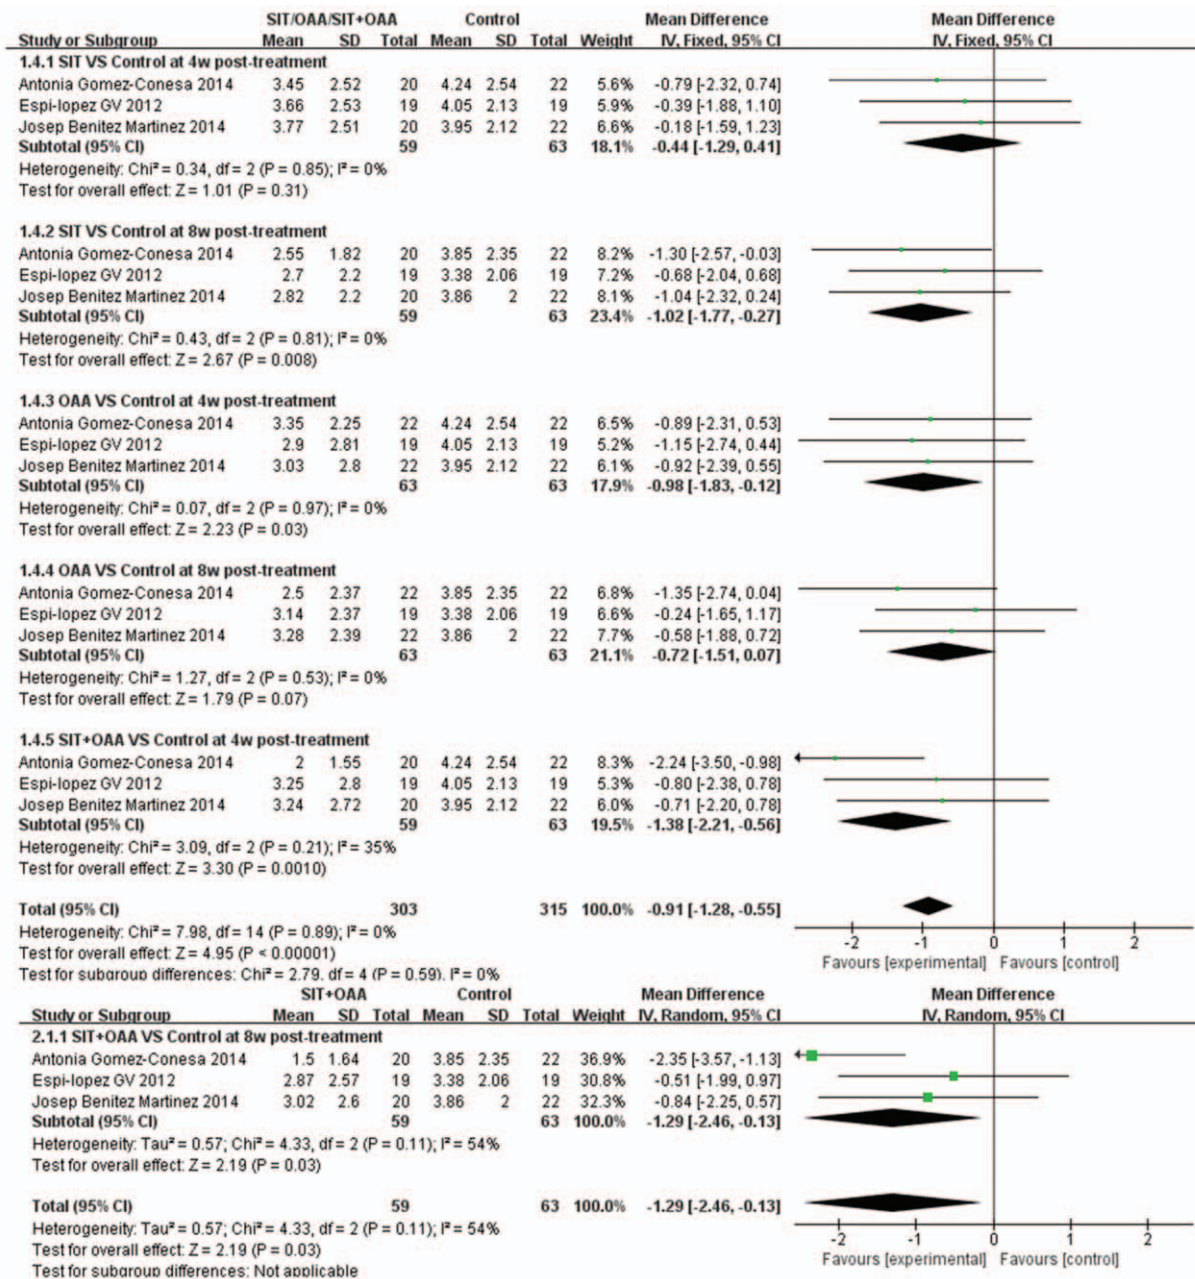 SIT/OAA/SIT+OAA Control Mean Difference Mean Difference
Study or Subgroup Mean SD Total Mean SD Total Weight IV, Fixed, 95% CI IV, Fixed, 95% CI
1.4.1 SIT VS Control at 4w post-treatment
Antonia Gomez-Conesa 2014 3.45 2.52 20 4.24 2.54 22 5.6% -0.79 [-2.32, 0.74]
Espi-lopez GV 2012 3.66 2.53 19 4.05 2.13 19 5.9% -0.39 [-1.88, 1.10]
Josep Benitez Martinez 2014 3.77 2.51 20 3.95 2.12 22 6.6% -0.18 [-1.59, 1.23]
Subtotal (95% CI) 59 63 18.1% -0.44 [-1.29, 0.41]
Heterogeneity: Chi² = 0.34, df = 2 (P = 0.85); I² = 0%
Test for overall effect: Z = 1.01 (P = 0.31)
1.4.2 SIT VS Control at 8w post-treatment
Antonia Gomez-Conesa 2014 2.55 1.82 20 3.85 2.35 22 8.2% -1.30 [-2.57, -0.03]
Espi-lopez GV 2012 2.7 2.2 19 3.38 2.06 19 7.2% -0.68 [-2.04, 0.68]
Josep Benitez Martinez 2014 2.82 2.2 20 3.86 2 22 8.1% -1.04 [-2.32, 0.24]
Subtotal (95% CI) 59 63 23.4% -1.02 [-1.77, -0.27]
Heterogeneity: Chi² = 0.43, df = 2 (P = 0.81); I² = 0%
Test for overall effect: Z = 2.67 (P = 0.008)
1.4.3 OAA VS Control at 4w post-treatment
Antonia Gomez-Conesa 2014 3.35 2.25 22 4.24 2.54 22 6.5% -0.89 [-2.31, 0.53]
Espi-lopez GV 2012 2.9 2.81 19 4.05 2.13 19 5.2% -1.15 [-2.74, 0.44]
Josep Benitez Martinez 2014 3.03 2.8 22 3.95 2.12 22 6.1% -0.92 [-2.39, 0.55]
Subtotal (95% CI) 63 63 17.9% -0.98 [-1.83, -0.12]
Heterogeneity: Chi² = 0.07, df = 2 (P = 0.97); I² = 0%
Test for overall effect: Z = 2.23 (P = 0.03)
1.4.4 OAA VS Control at 8w post-treatment
Antonia Gomez-Conesa 2014 2.5 2.37 22 3.85 2.35 22 6.8% -1.35 [-2.74, 0.04]
Espi-lopez GV 2012 3.14 2.37 19 3.38 2.06 19 6.6% -0.24 [-1.65, 1.17]
Josep Benitez Martinez 2014 3.28 2.39 22 3.86 2 22 7.7% -0.58 [-1.88, 0.72]
Subtotal (95% CI) 63 63 21.1% -0.72 [-1.51, 0.07]
Heterogeneity: Chi² = 1.27, df = 2 (P = 0.53); I² = 0%
Test for overall effect: Z = 1.79 (P = 0.07)
1.4.5 SIT+OAA VS Control at 4w post-treatment
Antonia Gomez-Conesa 2014 2 1.55 20 4.24 2.54 22 8.3% -2.24 [-3.50, -0.98]
Espi-lopez GV 2012 3.25 2.8 19 4.05 2.13 19 5.3% -0.80 [-2.38, 0.78]
Josep Benitez Martinez 2014 3.24 2.72 20 3.95 2.12 22 6.0% -0.71 [-2.20, 0.78]
Subtotal (95% CI) 59 63 19.5% -1.38 [-2.21, -0.56]
Heterogeneity: Chi² = 3.09, df = 2 (P = 0.21); I² = 35%
Test for overall effect: Z = 3.30 (P = 0.0010)
Total (95% CI) 303 315 100.0% -0.91 [-1.28, -0.55]
Heterogeneity: Chi² = 7.98, df = 14 (P = 0.89); I² = 0%
Test for overall effect: Z = 4.95 (P < 0.00001)
Test for subgroup differences: Chi² = 2.79, df = 4 (P = 0.59), I² = 0%
-2 -1 0 1 2
Favours [experimental] Favours [control]
SIT+OAA Control Mean Difference Mean Difference
Study or Subgroup Mean SD Total Mean SD Total Weight IV, Random, 95% CI IV, Random, 95% CI
2.1.1 SIT+OAA VS Control at 8w post-treatment
Antonia Gomez-Conesa 2014 1.5 1.64 20 3.85 2.35 22 36.9% -2.35 [-3.57, -1.13]
Espi-lopez GV 2012 2.87 2.57 19 3.38 2.06 19 30.8% -0.51 [-1.99, 0.97]
Josep Benitez Martinez 2014 3.02 2.6 20 3.86 2 22 32.3% -0.84 [-2.25, 0.57]
Subtotal (95% CI) 59 63 100.0% -1.29 [-2.46, -0.13]
Heterogeneity: Tau² = 0.57; Chi² = 4.33, df = 2 (P = 0.11); I² = 54%
Test for overall effect: Z = 2.19 (P = 0.03)
Total (95% CI) 59 63 100.0% -1.29 [-2.46, -0.13]
Heterogeneity: Tau² = 0.57; Chi² = 4.33, df = 2 (P = 0.11); I² = 54%
Test for overall effect: Z = 2.19 (P = 0.03)
Test for subgroup differences: Not applicable
-2 -1 0 1 2
Favours [experimental] Favours [control]